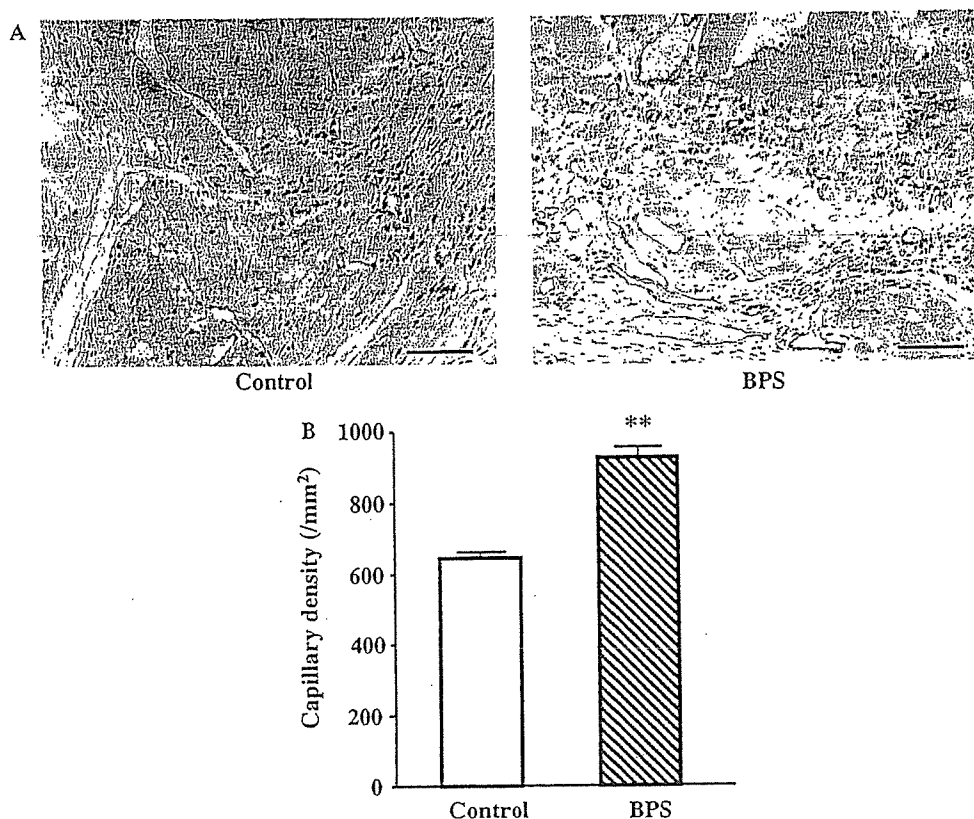 A
Control
BPS
B
Capillary density (/mm²)
1000
800
600
400
200
0
**
Control
BPS